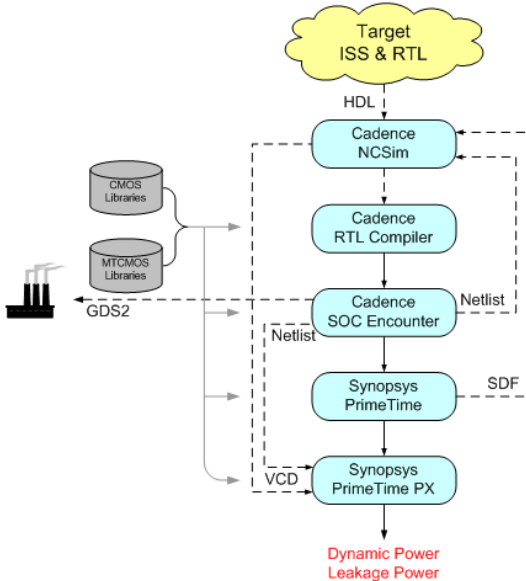 Target
ISS & RTL
HDL
Cadence
NCSim
CMOS
Libraries
Cadence
RTL Compiler
MTCMOS
Libraries
Cadence
SOC Encounter
Netlist
GDS2
Netlist
Synopsys
PrimeTime
SDF
Synopsys
PrimeTime PX
VCD
Dynamic Power
Leakage Power